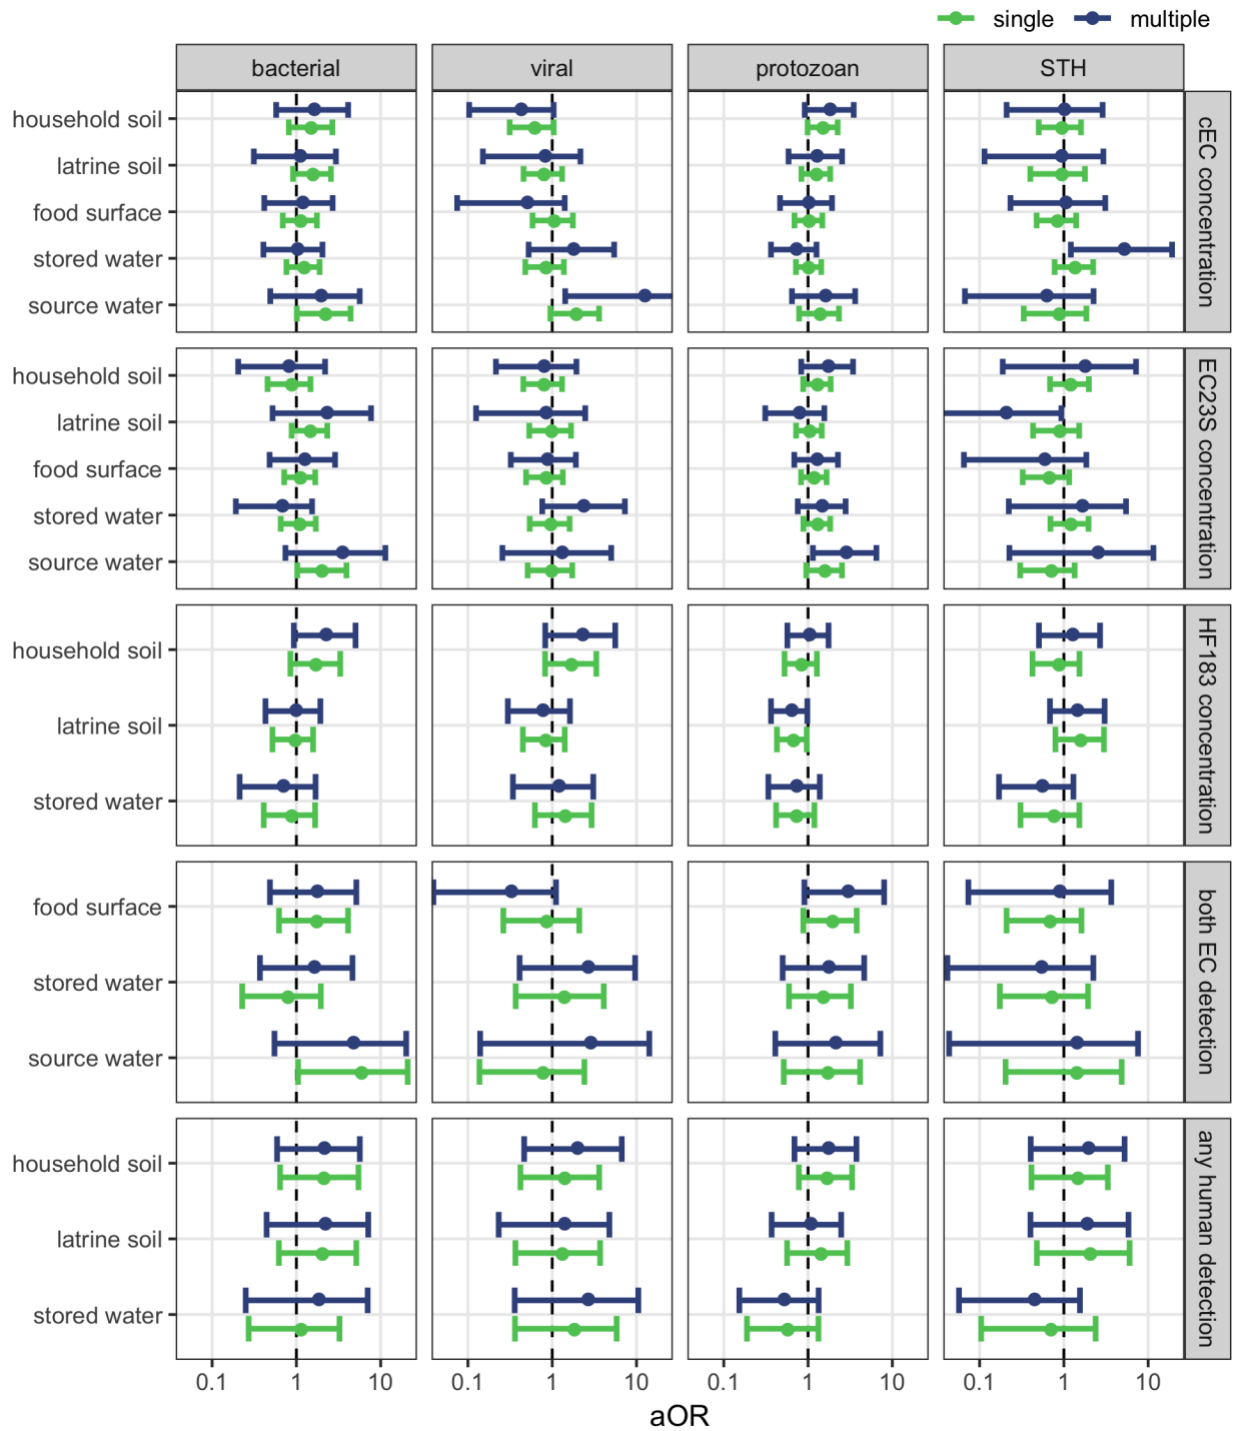 single multiple
bacterial viral protozoan STH
household soil
latrine soil
food surface
stored water
source water
cEC concentration
household soil
latrine soil
food surface
stored water
source water
EC23S concentration
household soil
latrine soil
stored water
HF183 concentration
food surface
stored water
source water
both EC detection
household soil
latrine soil
stored water
any human detection
0.1 1 10 0.1 1 10 0.1 1 10 0.1 1 10
aOR